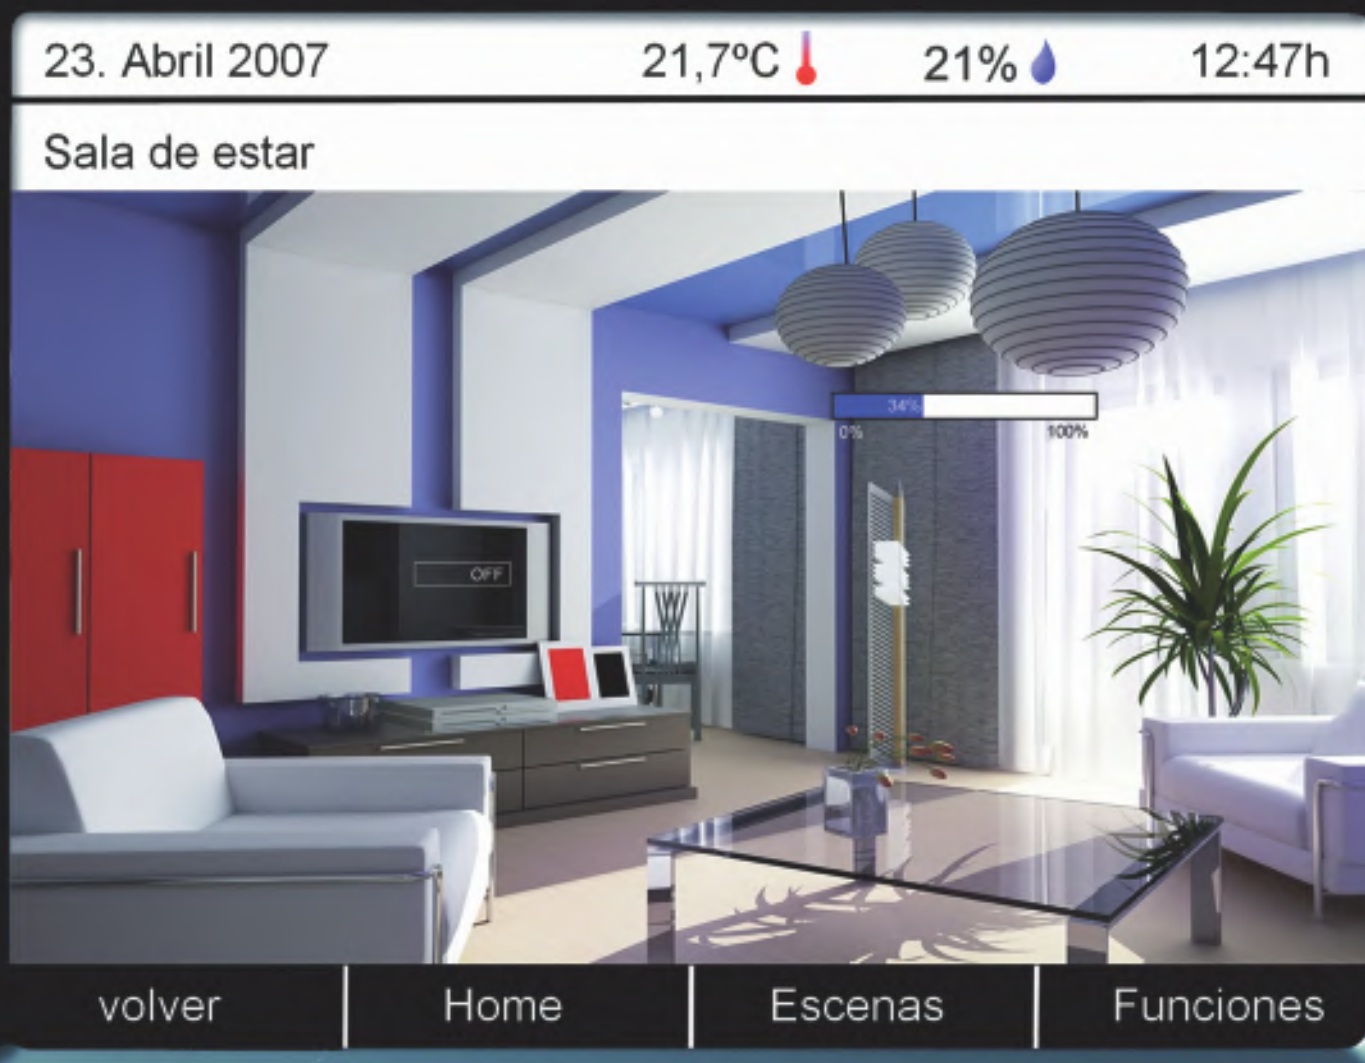 23. Abril 2007 21,7ºC 21% 12:47h
Sala de estar
34%
0% 100%
OFF
volver Home Escenas Funciones